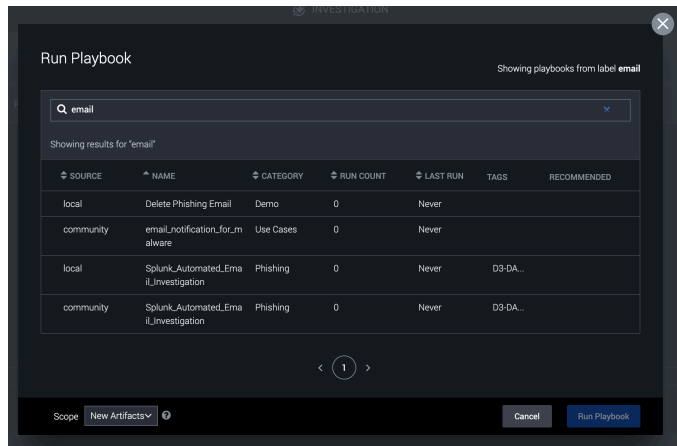 INVESTIGATION
Run Playbook
Showing playbooks from label email
email
Showing results for "email"
SOURCE NAME CATEGORY RUN COUNT LAST RUN TAGS RECOMMENDED
local Delete Phishing Email Demo 0 Never
community email_notification_for_m Use Cases 0 Never
alware
local Splunk_Automated_Ema Phishing 0 Never D3-DA...
il_Investigation
community Splunk_Automated_Ema Phishing 0 Never D3-DA...
il_Investigation
1
Scope New Artifacts Cancel Run Playbook